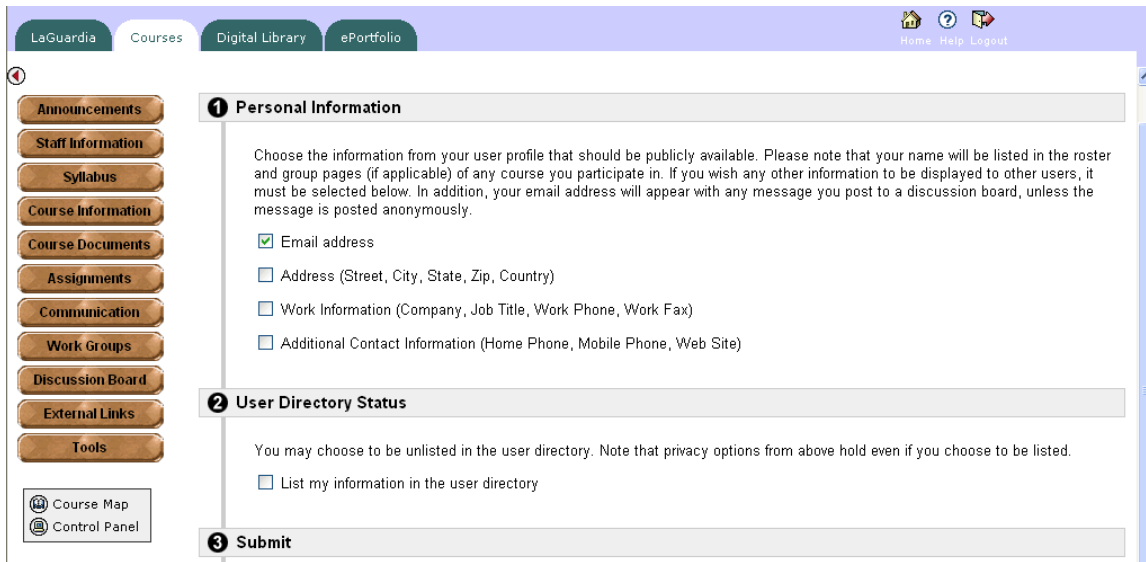 LaGuardia
Courses
Digital Library
ePortfolio
Home Help Logout
Announcements
Staff Information
Syllabus
Course Information
Course Documents
Assignments
Communication
Work Groups
Discussion Board
External Links
Tools
Course Map
Control Panel
1 Personal Information
Choose the information from your user profile that should be publicly available. Please note that your name will be listed in the roster
and group pages (if applicable) of any course you participate in. If you wish any other information to be displayed to other users, it
must be selected below. In addition, your email address will appear with any message you post to a discussion board, unless the
message is posted anonymously.
Email address
Address (Street, City, State, Zip, Country)
Work Information (Company, Job Title, Work Phone, Work Fax)
Additional Contact Information (Home Phone, Mobile Phone, Web Site)
2 User Directory Status
You may choose to be unlisted in the user directory. Note that privacy options from above hold even if you choose to be listed.
List my information in the user directory
3 Submit